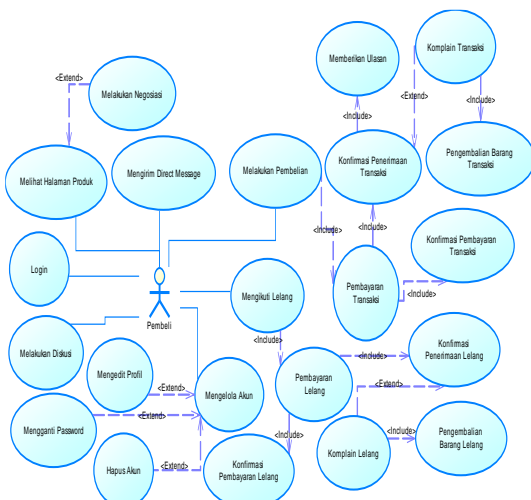 Memberikan Ulasan
Komplain Transaksi
<Extend>
Melakukan Negosiasi
<Include>
<Extend>
<Include>
Melihat Halaman Produk
Mengirim Direct Message
Melakukan Pembelian
Konfirmasi Penerimaan
Transaksi
Pengembalian Barang
Transaksi
<Include>
<Include>
Konfirmasi Pembayaran
Transaksi
Login
Pembeli
Mengikuti Lelang
Pembayaran
Transaksi
<Include>
<Include>
Melakukan Diskusi
Mengedit Profil
<Extend>
Mengelola Akun
Pembayaran
Lelang
<Include>
Konfirmasi
Penerimaan Lelang
<Extend>
Mengganti Password
<Extend>
<Include>
Hapus Akun
<Extend>
Konfirmasi
Pembayaran Lelang
Komplain Lelang
<Include>
Pengembalian
Barang Lelang